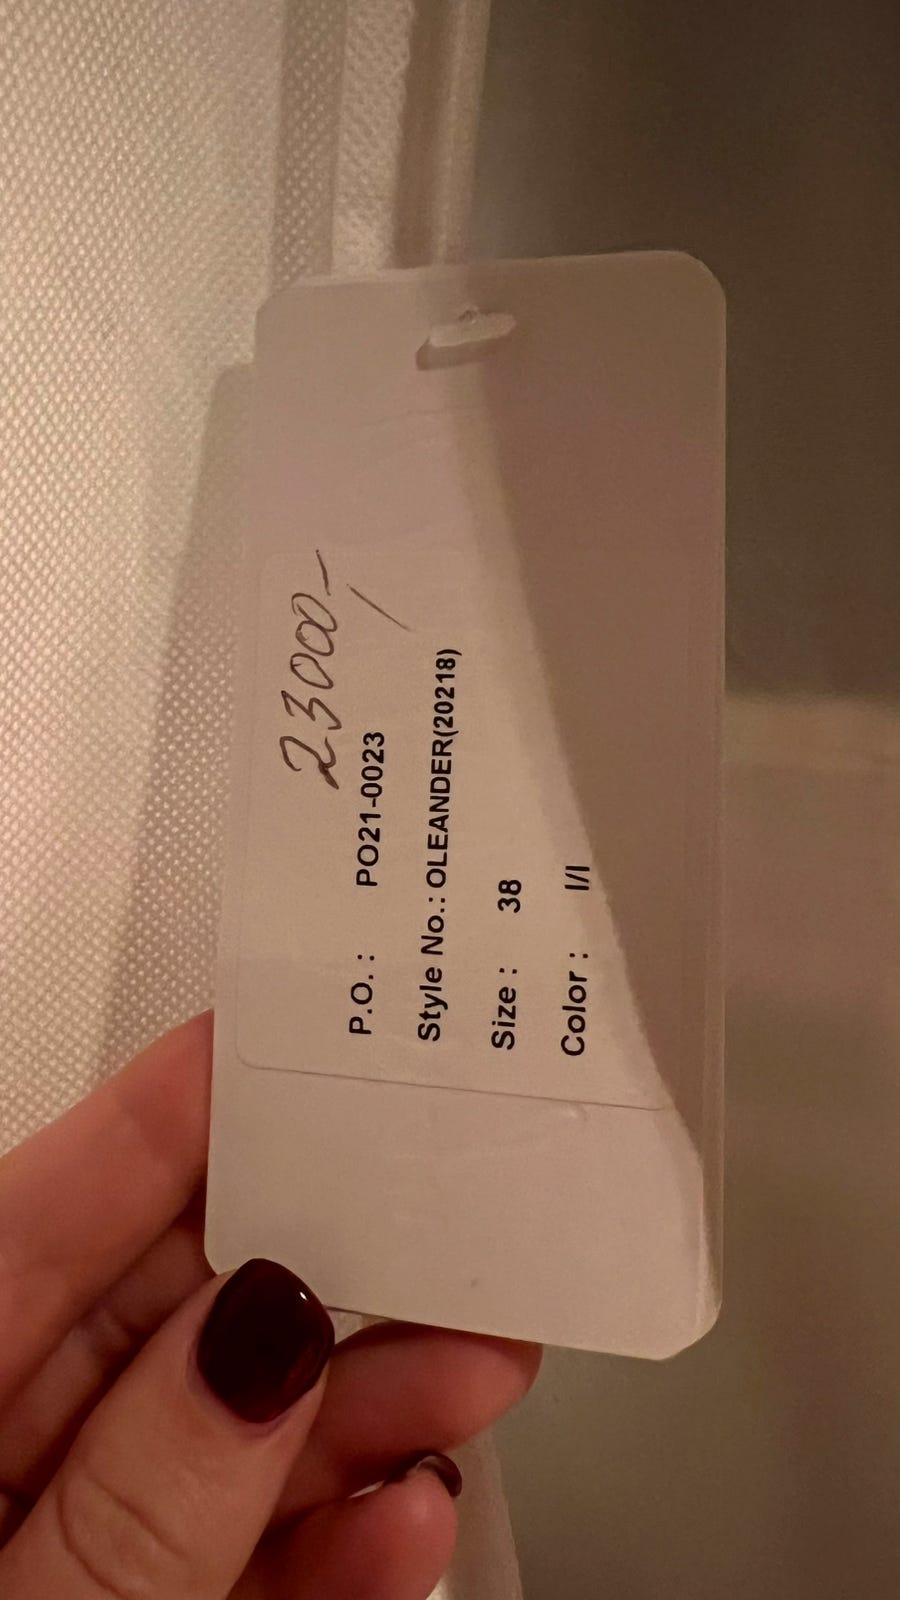 23000,-
P.O. : PO21-0023
Style No.: OLEANDER(20218)
Size : 38
Color : I/I